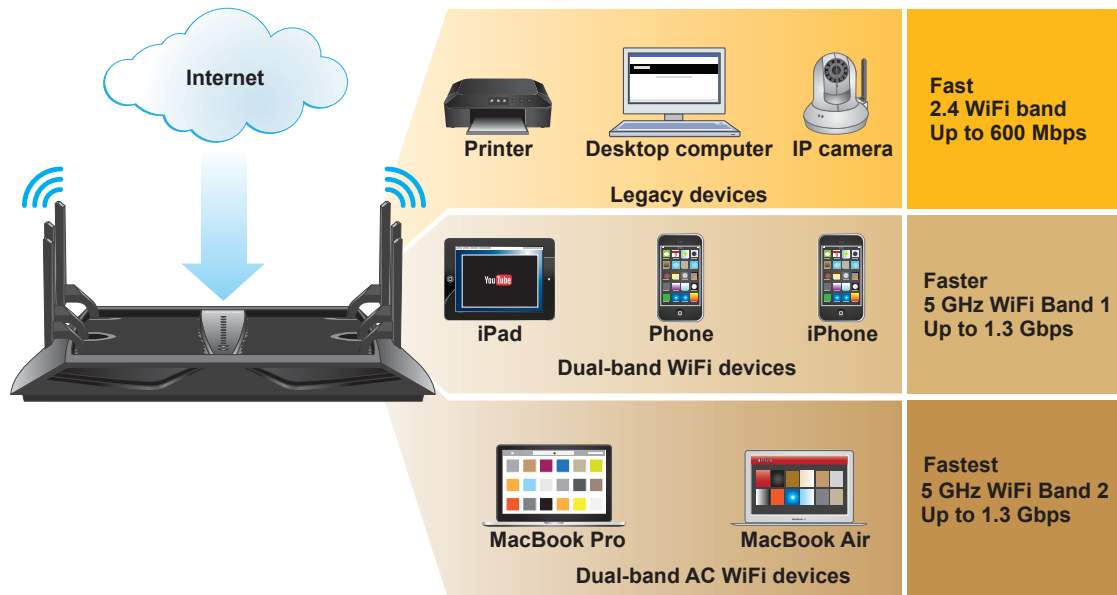 Internet
Printer
Desktop computer
IP camera
Legacy devices
Fast
2.4 WiFi band
Up to 600 Mbps
You Tube
iPad
Phone
iPhone
Dual-band WiFi devices
Faster
5 GHz WiFi Band 1
Up to 1.3 Gbps
MacBook Pro
MacBook Air
Dual-band AC WiFi devices
Fastest
5 GHz WiFi Band 2
Up to 1.3 Gbps